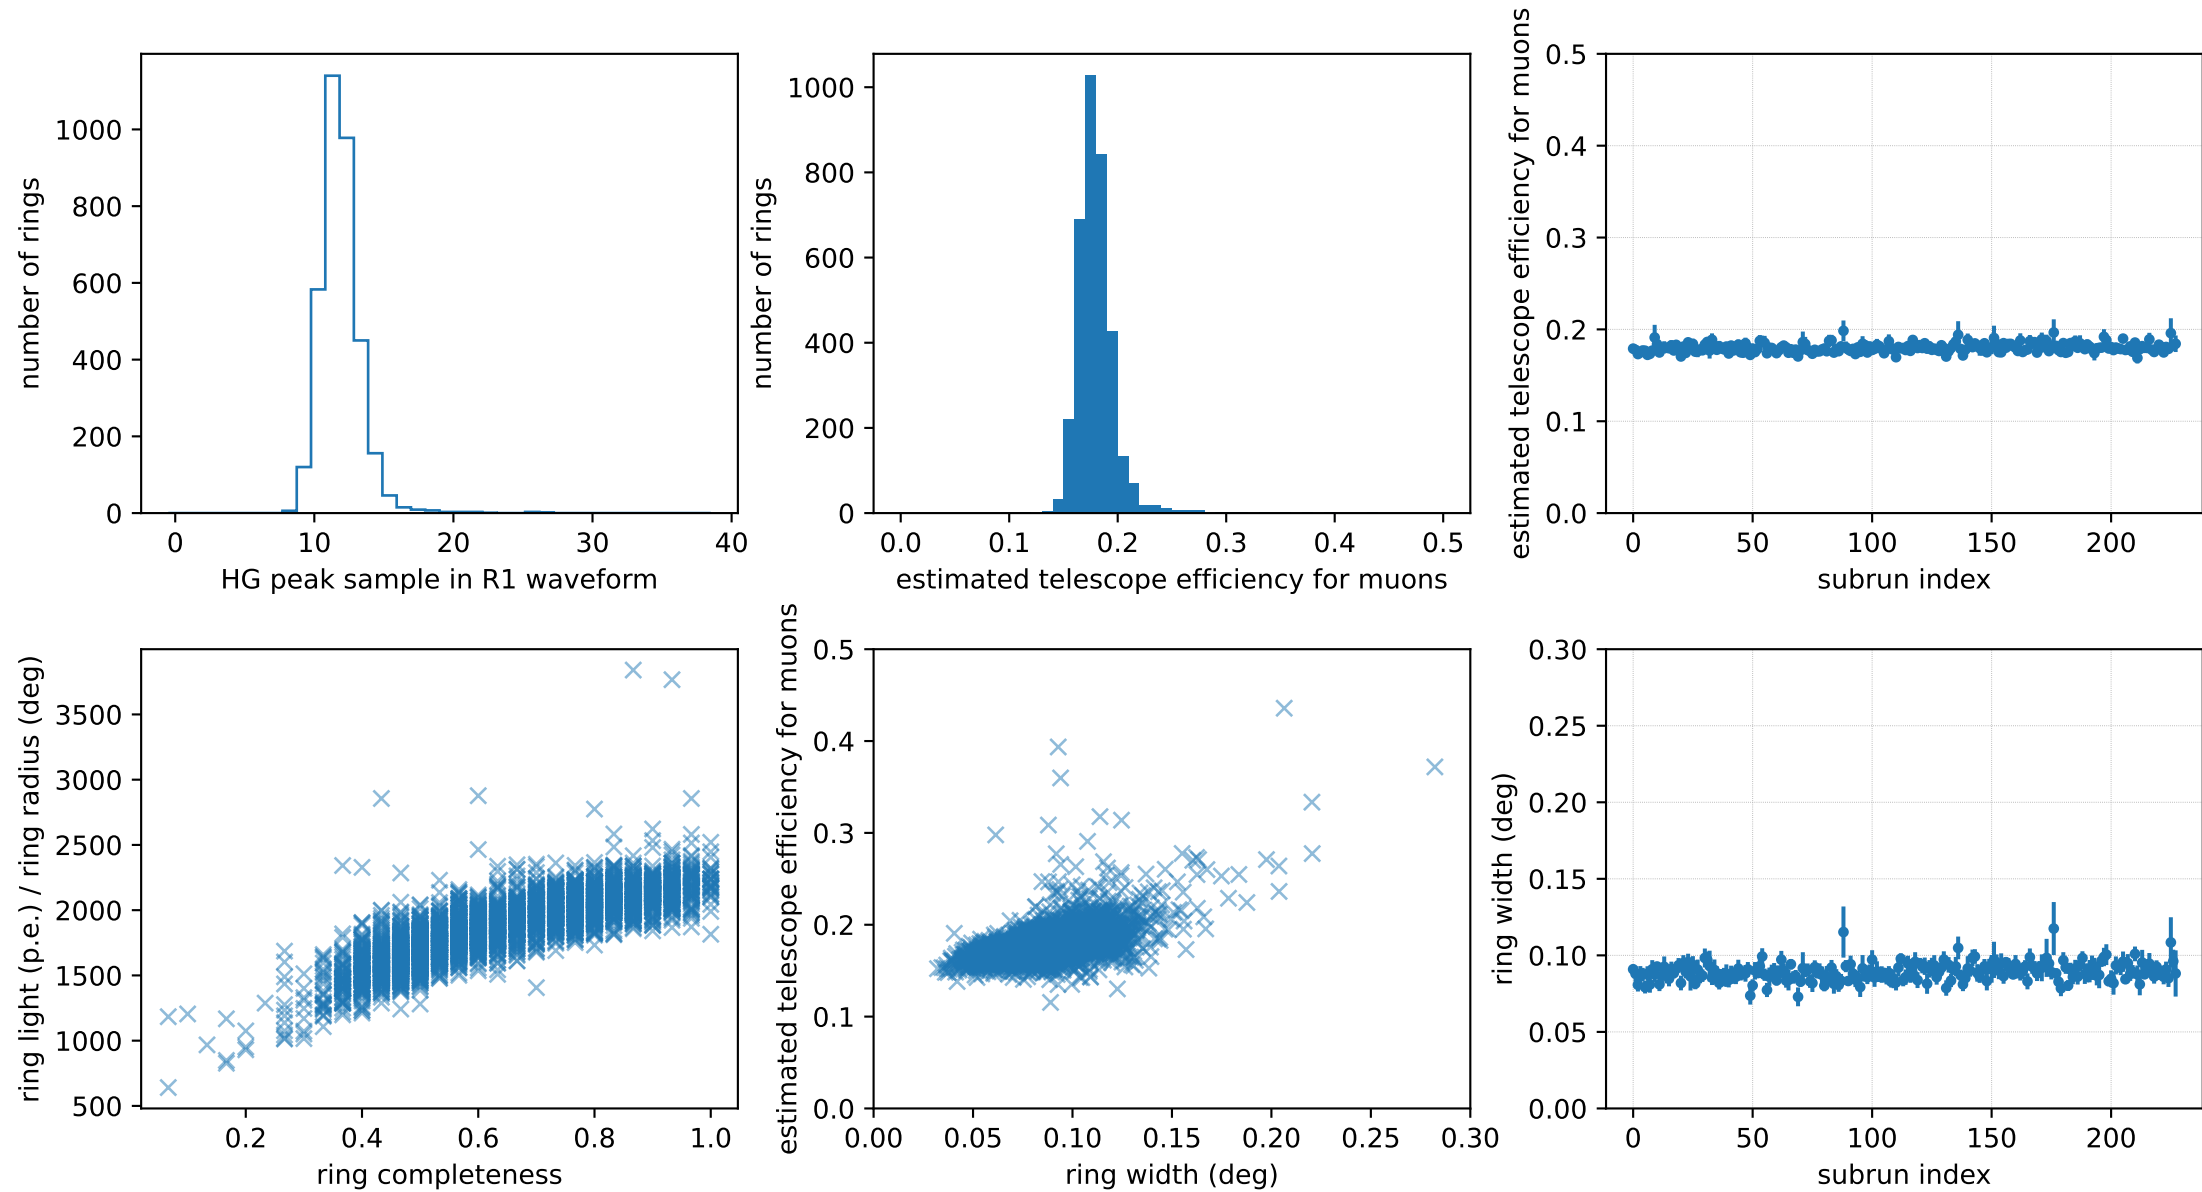 number of rings
1000
800
600
400
200
0
0 10 20 30 40
HG peak sample in R1 waveform
number of rings
1000
800
600
400
200
0
0.0 0.1 0.2 0.3 0.4 0.5
estimated telescope efficiency for muons
estimated telescope efficiency for muons
0.5
0.4
0.3
0.2
0.1
0.0
0 50 100 150 200
subrun index
ring light (p.e.) / ring radius (deg)
3500
3000
2500
2000
1500
1000
500
0.2 0.4 0.6 0.8 1.0
ring completeness
estimated telescope efficiency for muons
0.5
0.4
0.3
0.2
0.1
0.0
0.00 0.05 0.10 0.15 0.20 0.25 0.30
ring width (deg)
ring width (deg)
0.30
0.25
0.20
0.15
0.10
0.05
0.00
0 50 100 150 200
subrun index